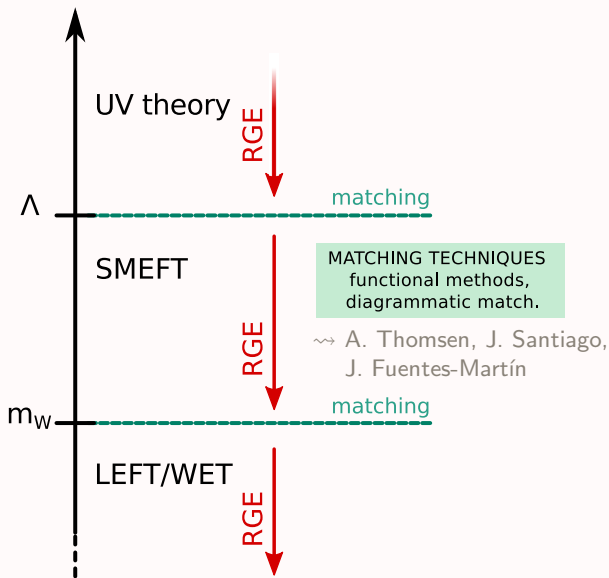 UV theory
RGE
matching
Λ
SMEFT
RGE
MATCHING TECHNIQUES
functional methods,
diagrammatic match.
⇝ A. Thomsen, J. Santiago,
J. Fuentes-Martín
matching
mW
LEFT/WET
RGE